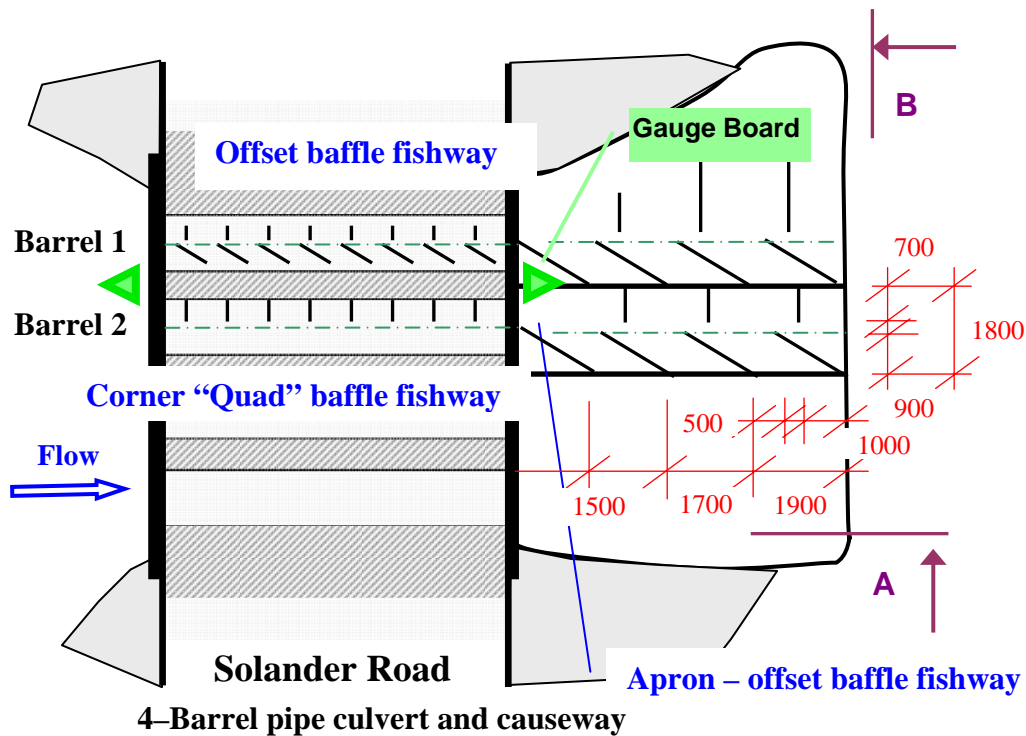 B
Gauge Board
Offset baffle fishway
Barrel 1
700
Barrel 2
1800
Corner “Quad” baffle fishway
900
500
1000
Flow
1500
1700
1900
A
Solander Road
Apron – offset baffle fishway
4–Barrel pipe culvert and causeway